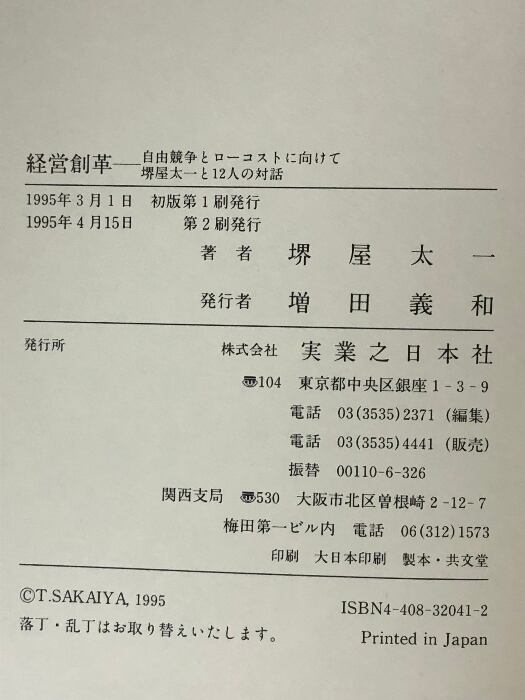 経営創革——自由競争とローコストに向けて
堺屋太一と12人の対話
1995年3月1日 初版第1刷発行
1995年4月15日 第2刷発行
著者 堺屋太一
発行者 増田義和
発行所 株式会社 実業之日本社
〠104 東京都中央区銀座1-3-9
電話 03(3535)2371(編集)
電話 03(3535)4441(販売)
振替 00110-6-326
関西支局 〠530 大阪市北区曽根崎2-12-7
梅田第一ビル内 電話 06(312)1573
印刷 大日本印刷 製本・共文堂
©T.SAKAIYA, 1995 ISBN4-408-32041-2
落丁・乱丁はお取り替えいたします。 Printed in Japan